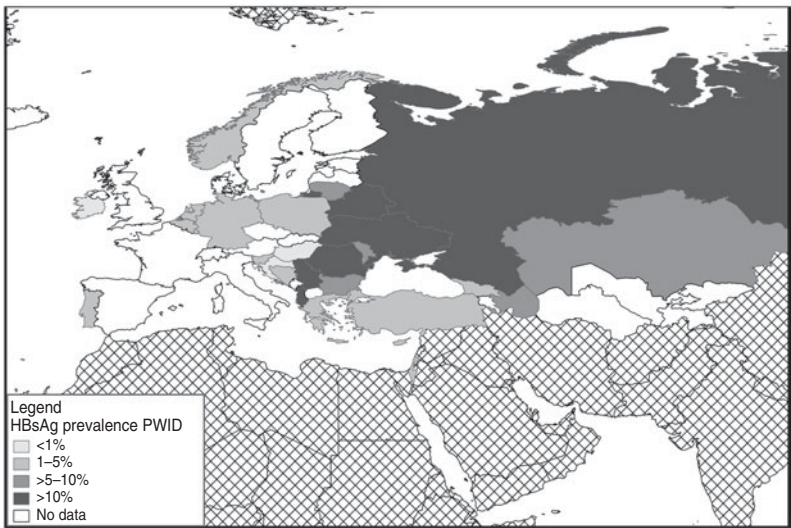 Legend
HBsAg prevalence PWID
<1%
1–5%
>5–10%
>10%
No data